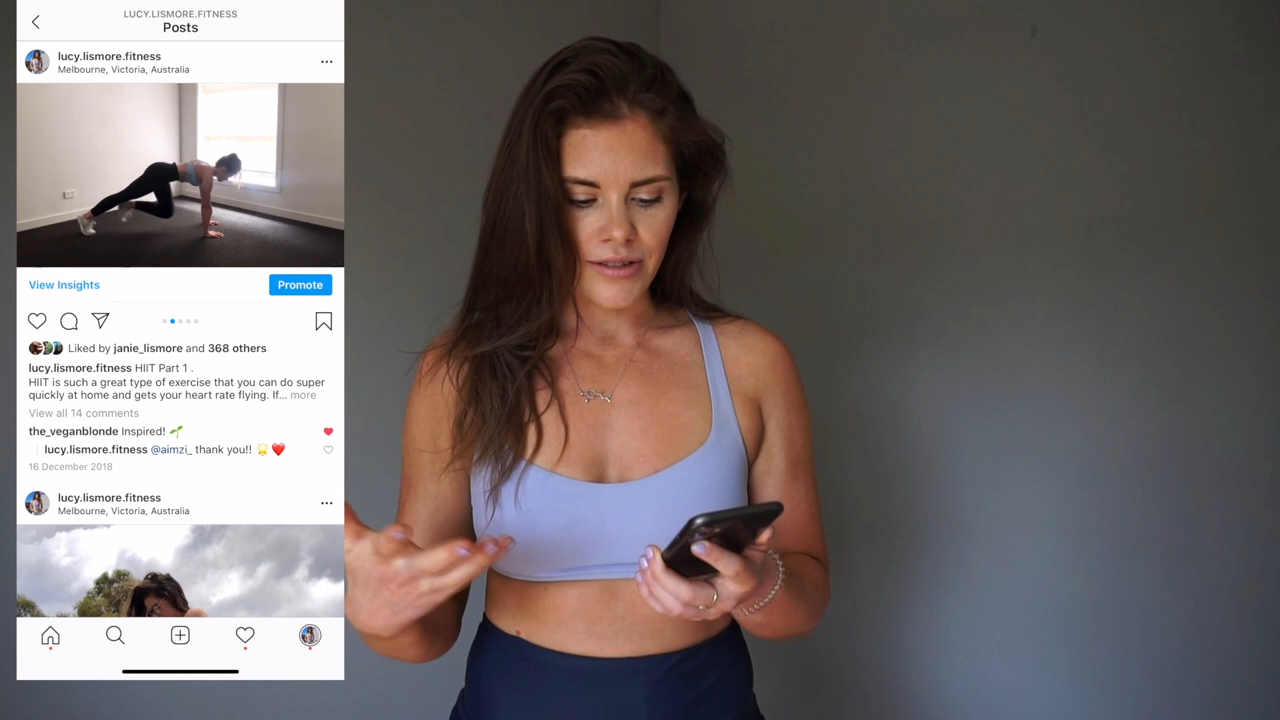 LUCY.LISMORE.FITNESS
Posts
lucy.lismore.fitness
Melbourne, Victoria, Australia
View Insights
Promote
Liked by janie_lismore and 368 others
lucy.lismore.fitness HIIT Part 1 .
HIIT is such a great type of exercise that you can do super
quickly at home and gets your heart rate flying. If... more
View all 14 comments
the_veganblonde Inspired! 🌱
lucy.lismore.fitness @aimzi_ thank you!! 🌟❤️
16 December 2018
lucy.lismore.fitness
Melbourne, Victoria, Australia